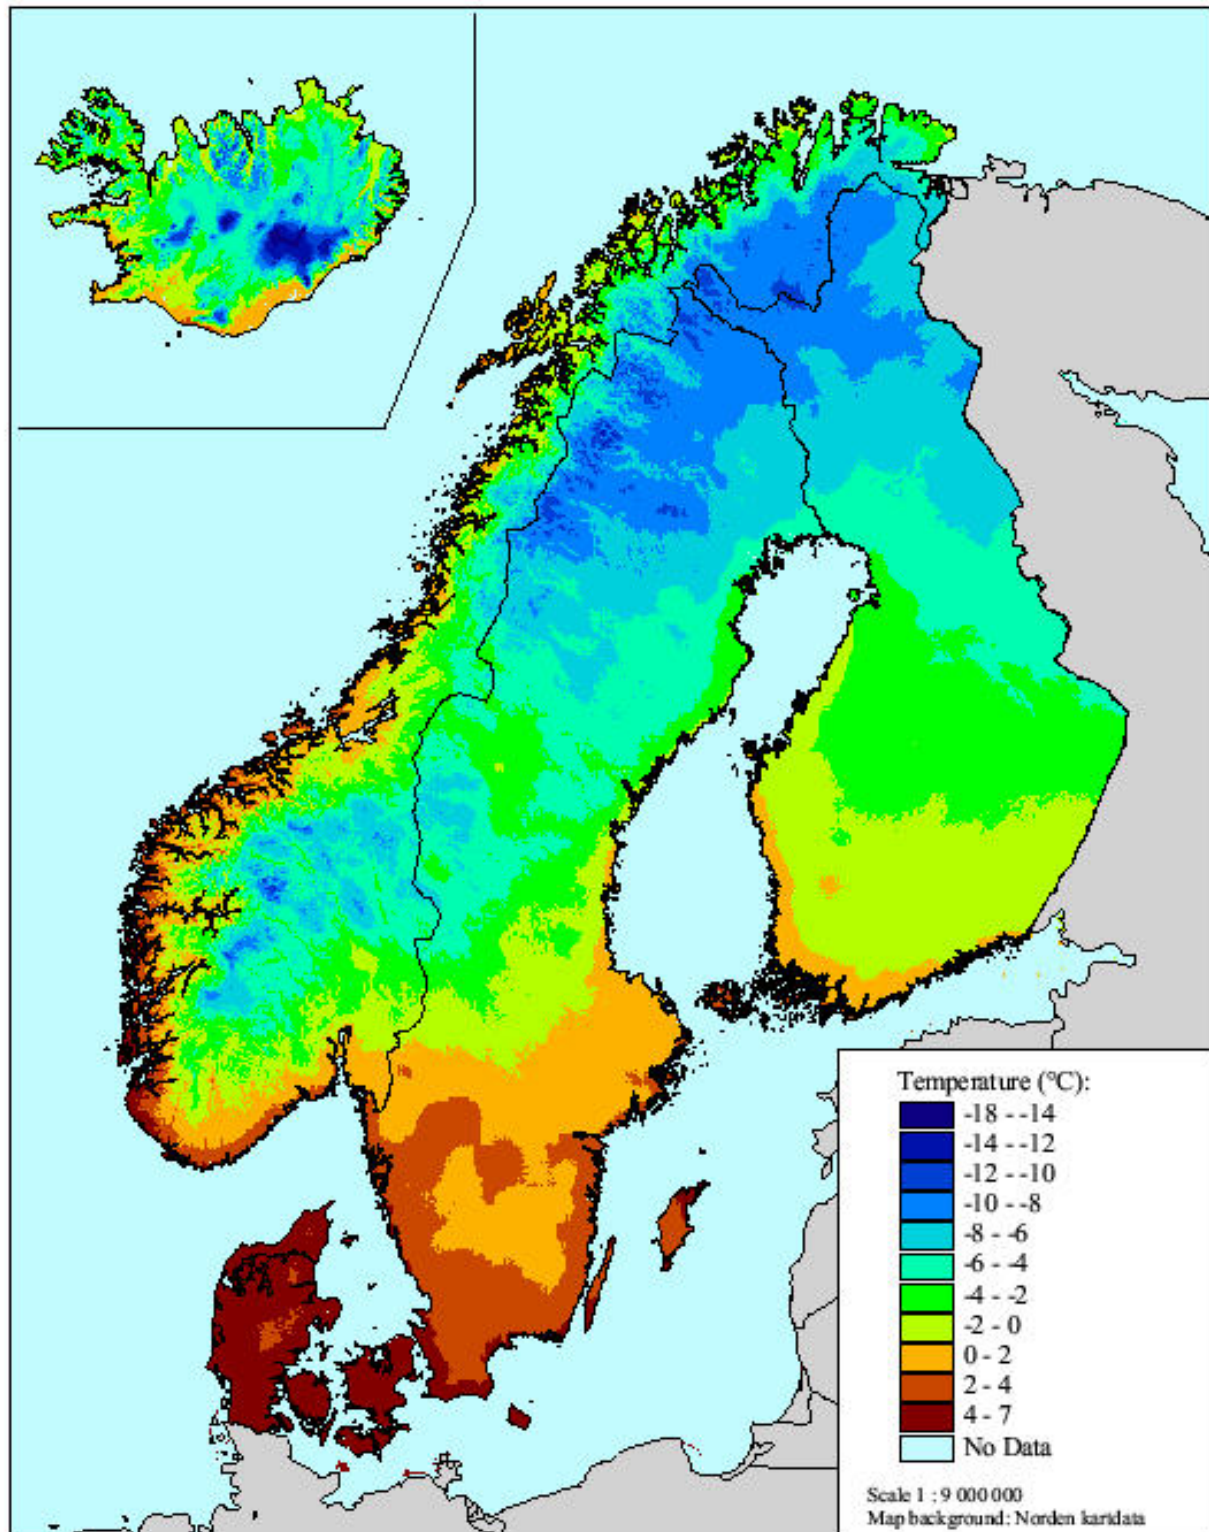 Temperature (°C):
-18 - -14
-14 - -12
-12 - -10
-10 - -8
-8 - -6
-6 - -4
-4 - -2
-2 - 0
0 - 2
2 - 4
4 - 7
No Data
Scale 1 : 9 000 000
Map background: Norden kartdata